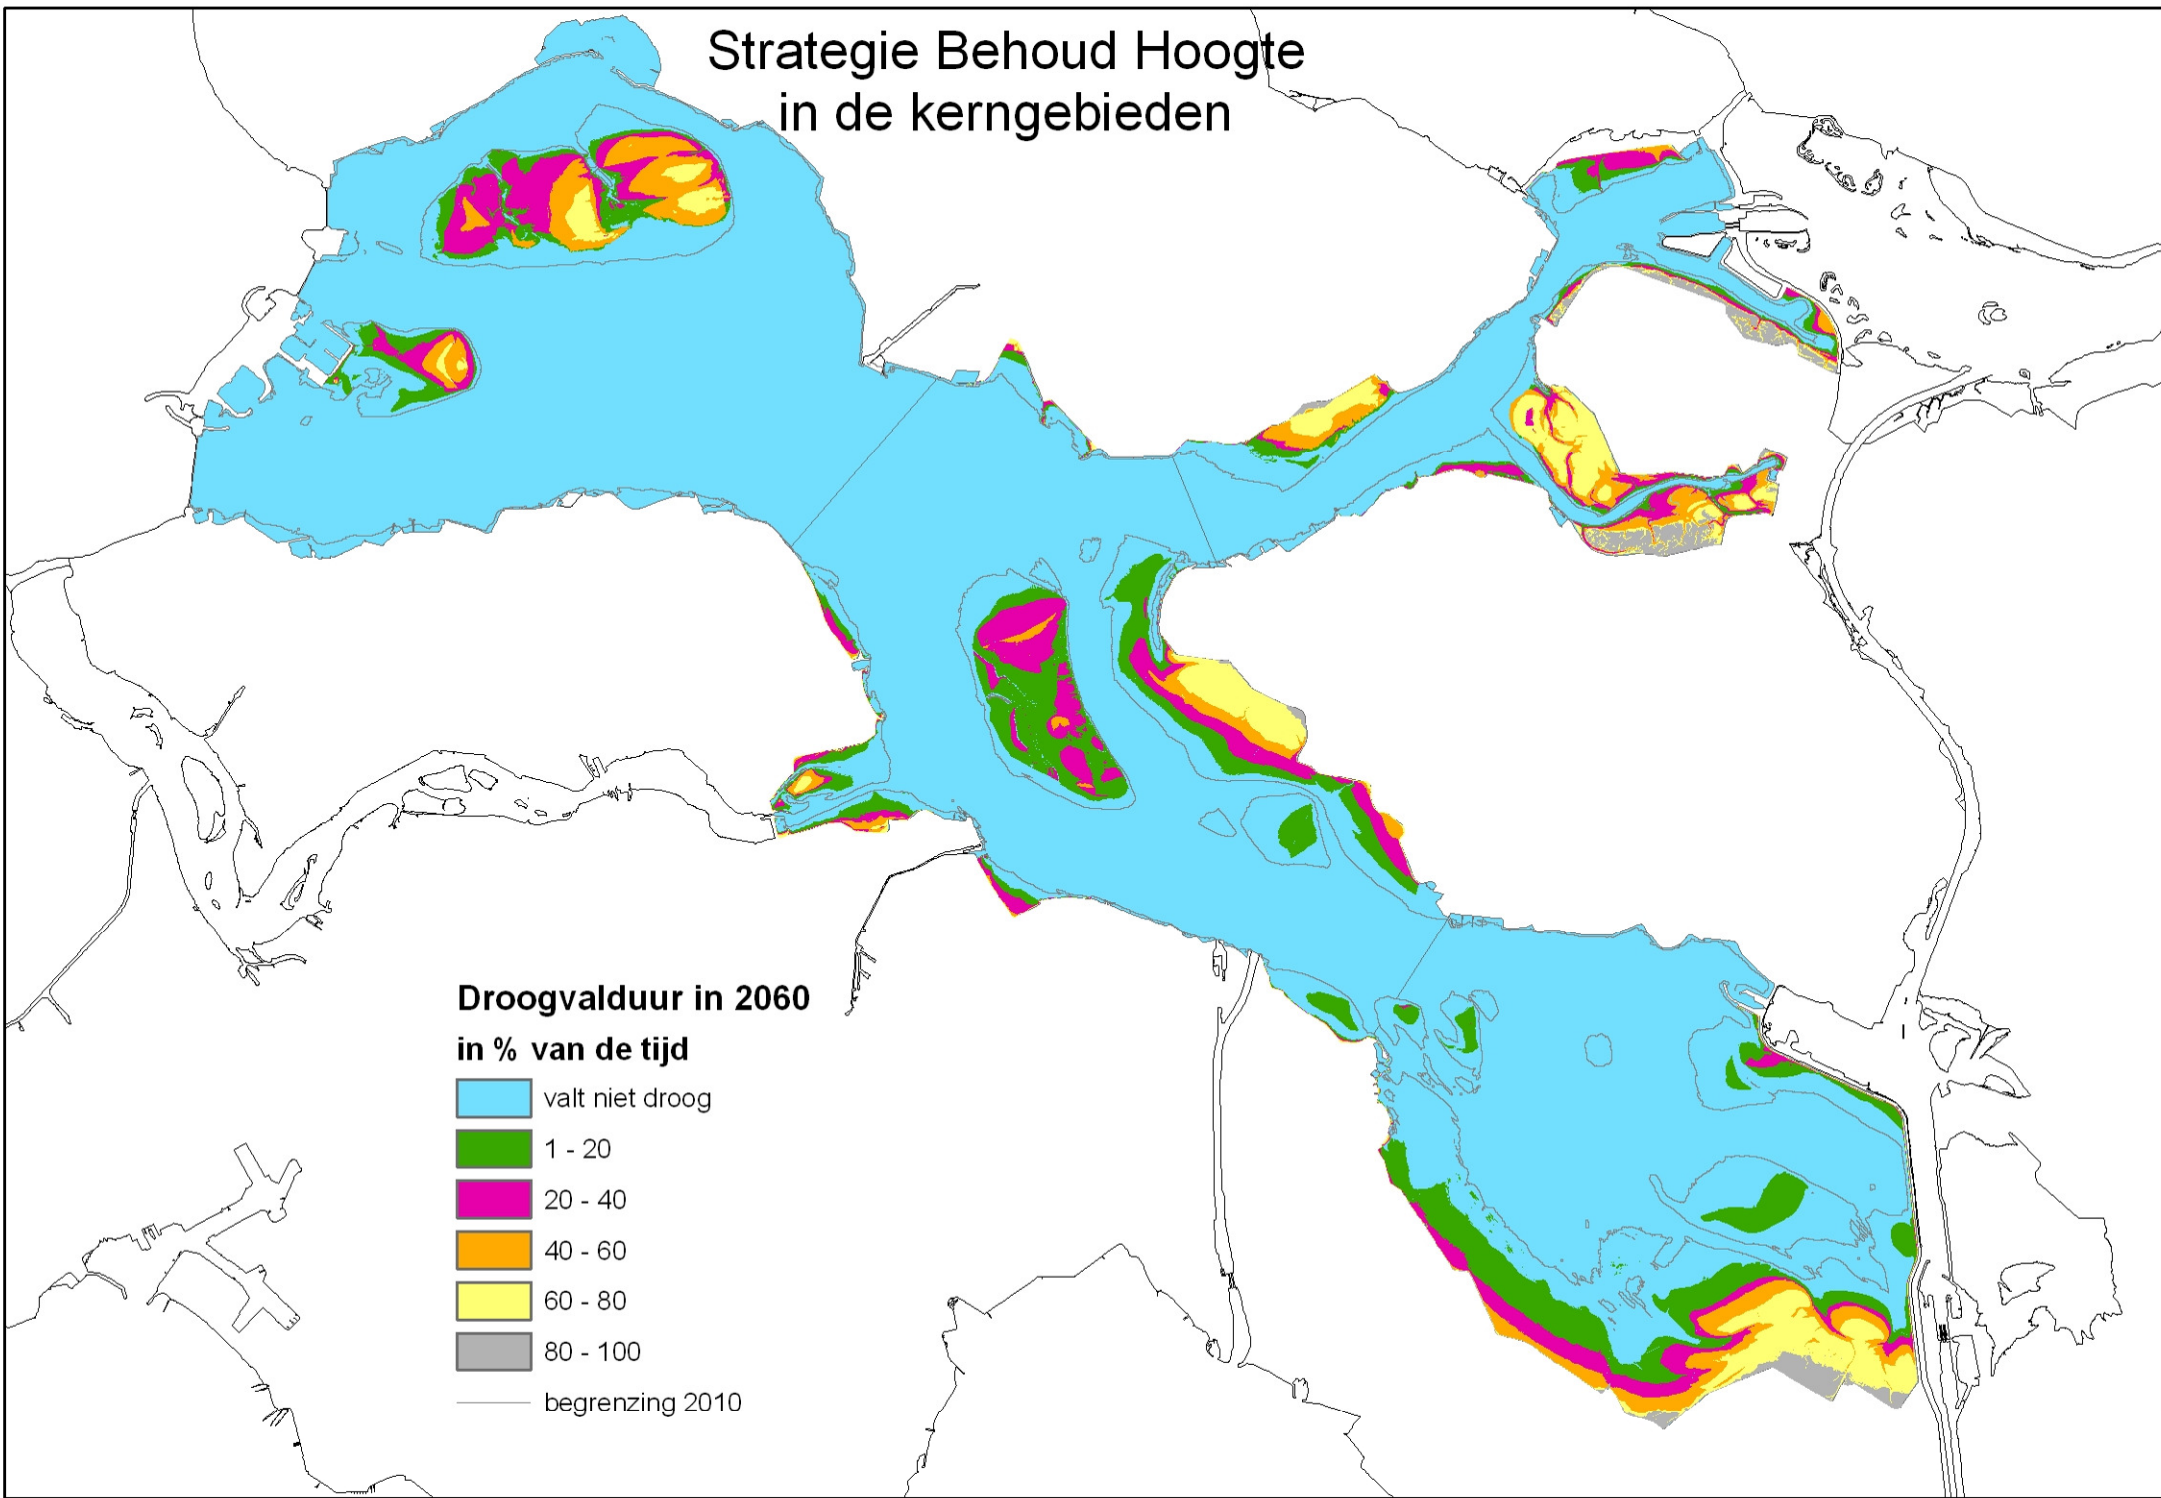 Strategie Behoud Hoogte
in de kerngebieden
Droogvalduur in 2060
in % van de tijd
valt niet droog
1 - 20
20 - 40
40 - 60
60 - 80
80 - 100
begrenzing 2010